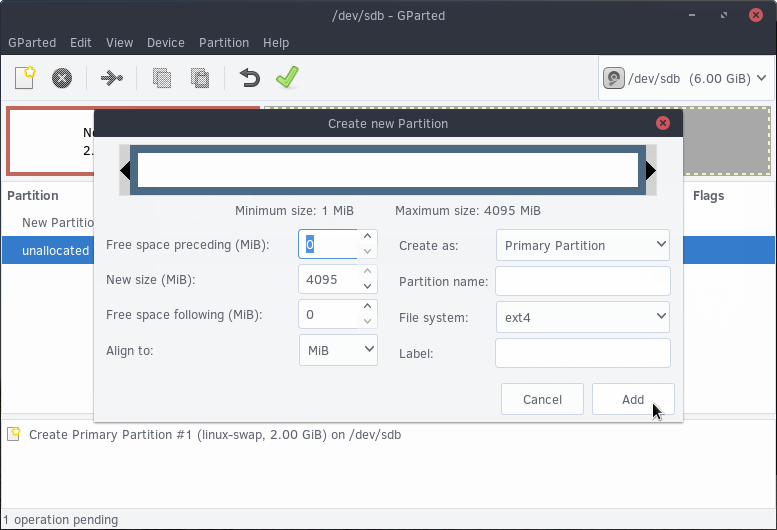 /dev/sdb - GParted
GParted Edit View Device Partition Help
/dev/sdb (6.00 GiB)
Create new Partition
2.
Minimum size: 1 MiB Maximum size: 4095 MiB
Partition
Flags
New Partitio
unallocated
Free space preceding (MiB): 0
Create as: Primary Partition
New size (MiB): 4095
Partition name:
Free space following (MiB): 0
File system: ext4
Align to: MiB
Label:
Cancel Add
Create Primary Partition #1 (linux-swap, 2.00 GiB) on /dev/sdb
1 operation pending